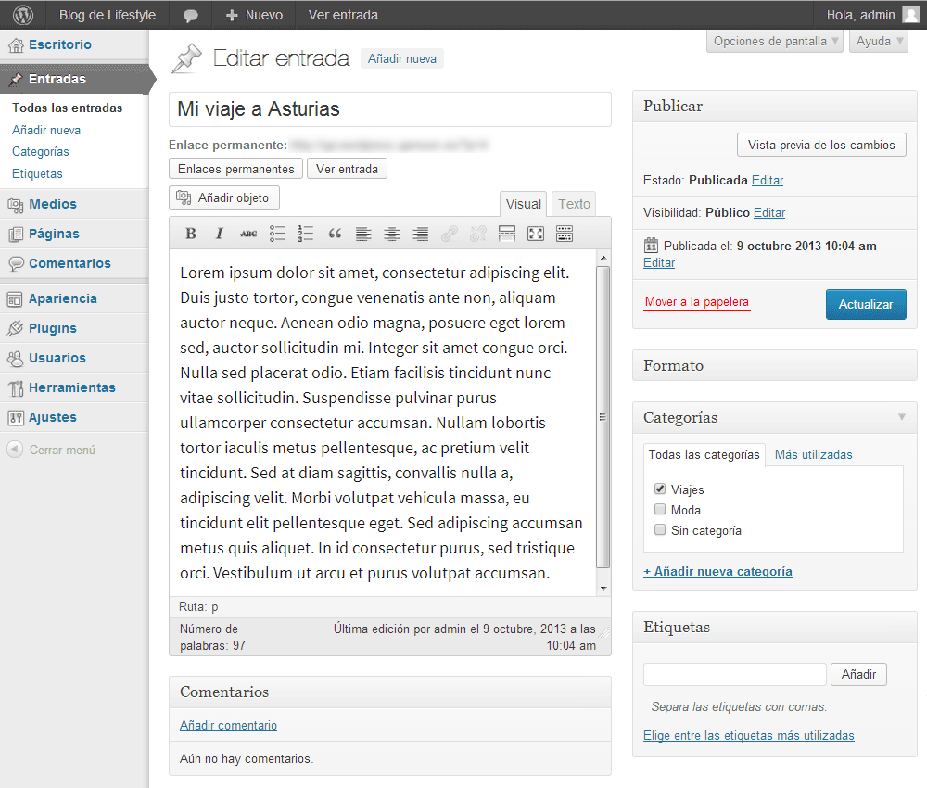 Blog de Lifestyle
Nuevo
Ver entrada
Hola, admin
Escritorio
Entradas
Todas las entradas
Añadir nueva
Categorías
Etiquetas
Medios
Páginas
Comentarios
Apariencia
Plugins
Usuarios
Herramientas
Ajustes
Cerrar menú
Opciones de pantalla
Ayuda
Editar entrada
Añadir nueva
Mi viaje a Asturias
Enlace permanente:
Enlaces permanentes
Ver entrada
Añadir objeto
Visual
Texto
B I ABC
Lorem ipsum dolor sit amet, consectetur adipiscing elit.
Duis justo tortor, congue venenatis ante non, aliquam
auctor neque. Aenean odio magna, posuere eget lorem
sed, auctor sollicitudin mi. Integer sit amet congue orci.
Nulla sed placerat odio. Etiam facilisis tincidunt nunc
vitae sollicitudin. Suspendisse pulvinar purus
ullamcorper consectetur accumsan. Nullam lobortis
tortor iaculis metus pellentesque, ac pretium velit
tincidunt. Sed at diam sagittis, convallis nulla a,
adipiscing velit. Morbi volutpat vehicula massa, eu
tincidunt elit pellentesque eget. Sed adipiscing accumsan
metus quis aliquet. In id consectetur purus, sed tristique
orci. Vestibulum ut arcu et purus volutpat accumsan.
Ruta: p
Número de
palabras: 97
Última edición por admin el 9 octubre, 2013 a las
10:04 am
Comentarios
Añadir comentario
Aún no hay comentarios.
Publicar
Vista previa de los cambios
Estado: Publicada Editar
Visibilidad: Público Editar
Publicada el: 9 octubre 2013 10:04 am
Editar
Mover a la papelera
Actualizar
Formato
Categorías
Todas las categorías
Más utilizadas
Viajes
Moda
Sin categoría
+ Añadir nueva categoría
Etiquetas
Añadir
Separa las etiquetas con comas.
Elige entre las etiquetas más utilizadas